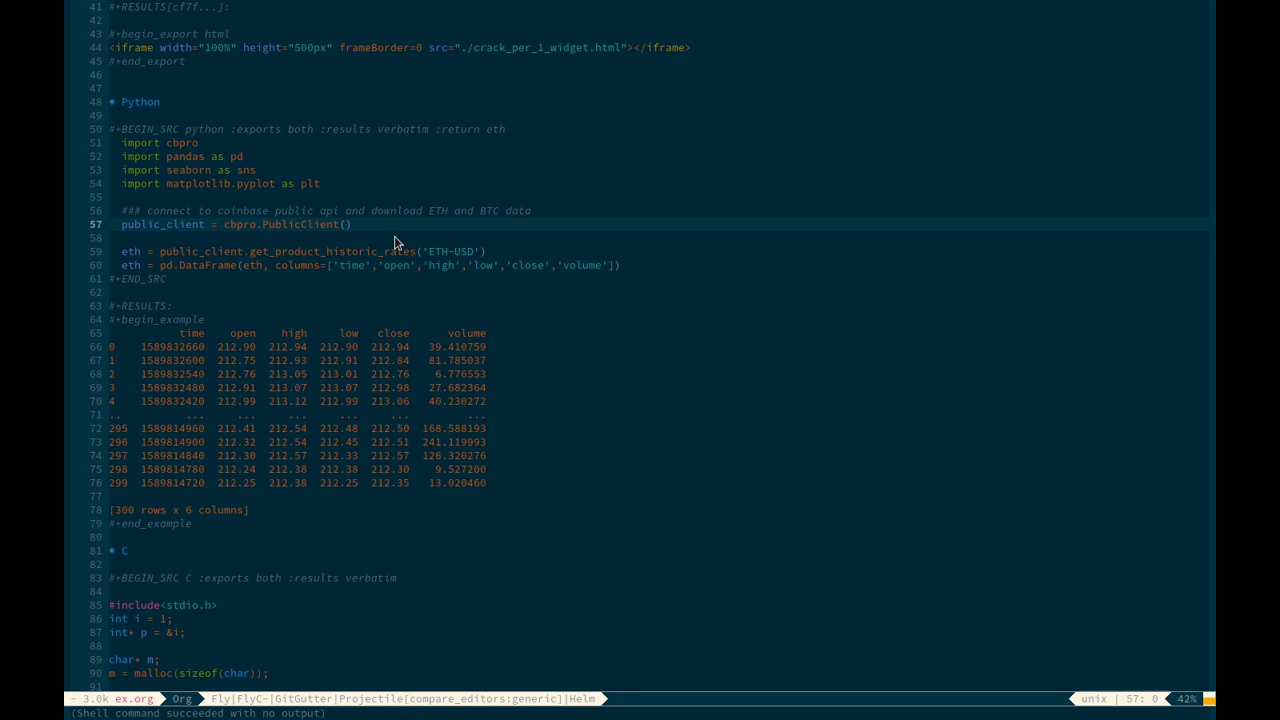 41 #+RESULTS[cf7f...]:
42
43 #+begin_export html
44 <iframe width="100%" height="500px" frameBorder=0 src="./crack_per_1_widget.html"></iframe>
45 #+end_export
46
47
48 * Python
49
50 #+BEGIN_SRC python :exports both :results verbatim :return eth
51 import cbpro
52 import pandas as pd
53 import seaborn as sns
54 import matplotlib.pyplot as plt
55
56 ### connect to coinbase public api and download ETH and BTC data
57 public_client = cbpro.PublicClient()
58
59 eth = public_client.get_product_historic_rates('ETH-USD')
60 eth = pd.DataFrame(eth, columns=['time','open','high','low','close','volume'])
61 #+END_SRC
62
63 #+RESULTS:
64 #+begin_example
65 time open high low close volume
66 0 1589832660 212.90 212.94 212.90 212.94 39.410759
67 1 1589832600 212.75 212.93 212.91 212.84 81.785037
68 2 1589832540 212.76 213.05 213.01 212.76 6.776553
69 3 1589832480 212.91 213.07 213.07 212.98 27.682364
70 4 1589832420 212.99 213.12 212.99 213.06 40.230272
71 .. ... ... ... ... ... ...
72 295 1589814960 212.41 212.54 212.48 212.50 168.588193
73 296 1589814900 212.32 212.54 212.45 212.51 241.119993
74 297 1589814840 212.30 212.57 212.33 212.57 126.320276
75 298 1589814780 212.24 212.38 212.38 212.30 9.527200
76 299 1589814720 212.25 212.38 212.25 212.35 13.020460
77
78 [300 rows x 6 columns]
79 #+end_example
80
81 * C
82
83 #+BEGIN_SRC C :exports both :results verbatim
84
85 #include<stdio.h>
86 int i = 1;
87 int* p = &i;
88
89 char* m;
90 m = malloc(sizeof(char));
91
- 3.0k ex.org Org Fly|FlyC-|GitGutter|Projectile[compare_editors:generic]|Helm unix | 57: 0 42%
(Shell command succeeded with no output)